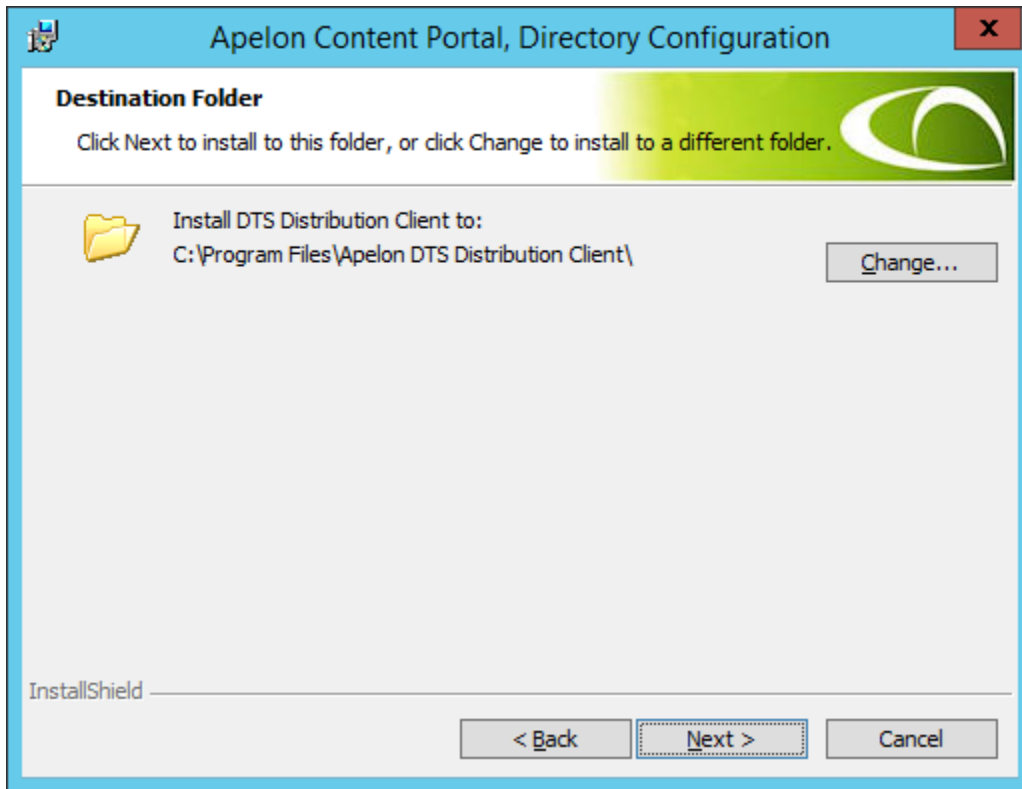 Apelon Content Portal, Directory Configuration
x
Destination Folder
Click Next to install to this folder, or click Change to install to a different folder.
Install DTS Distribution Client to:
C:\Program Files\Apelon DTS Distribution Client\
Change...
InstallShield
< Back
Next >
Cancel